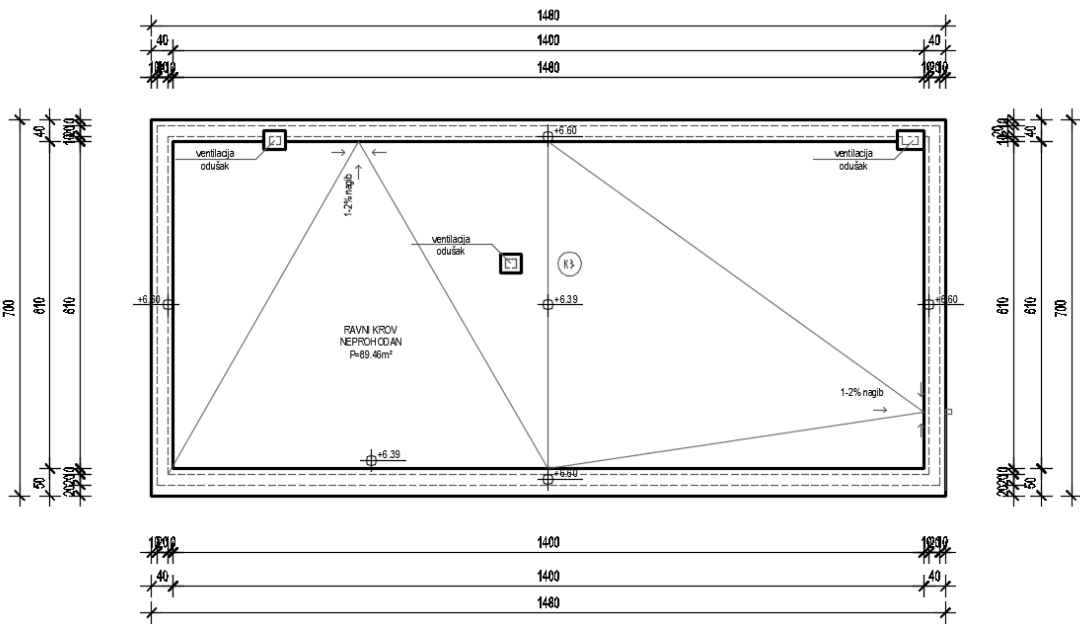 1480
40
1400
40
1480
+6.60
ventilacija
odušak
ventilacija
odušak
1-2% nagib
ventilacija
odušak
K3
+6.60
+6.39
+6.60
RAVNI KROV
NEPROHODAN
P=89.46m²
1-2% nagib
+6.39
+6.60
700
40
610
50
610
610
40
610
50
700
1400
40
1400
40
1480